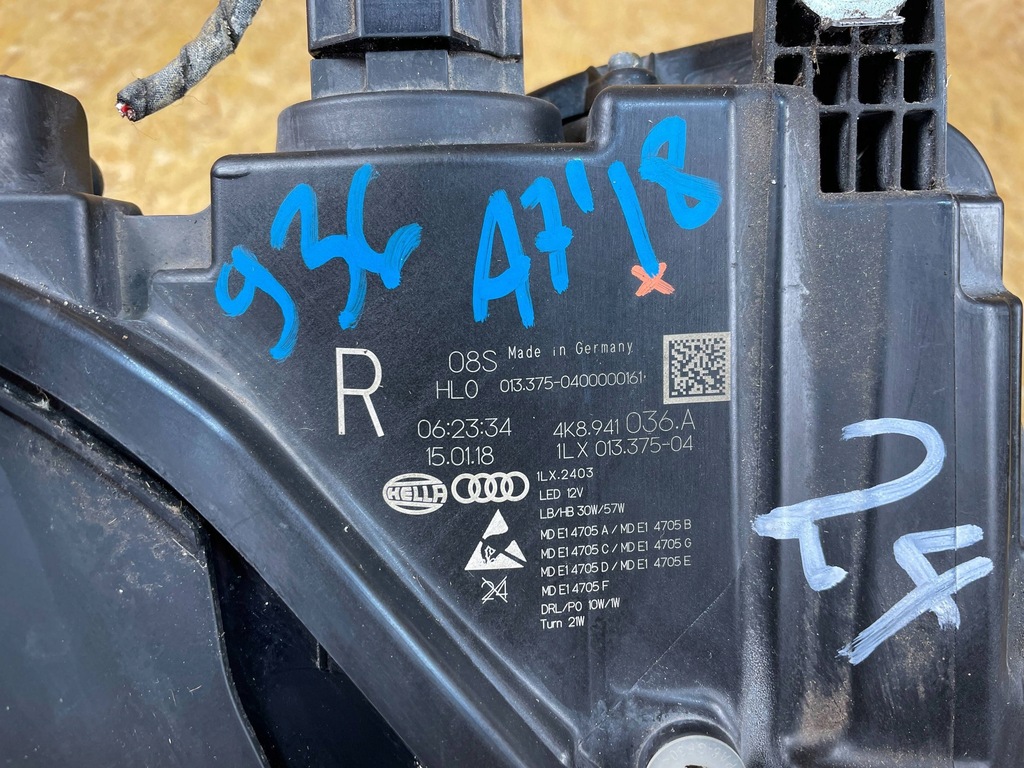 936 A7'18
R
08S Made in Germany
HLO 013.375-0400000161
06:23:34 4K8.941 036.A
15.01.18 1LX 013.375-04
HELLA
1LX.2403
LED 12V
LB/HB 30W/57W
MD E1 4705 A / MD E1 4705 B
MD E1 4705 C / MD E1 4705 G
MD E1 4705 D / MD E1 4705 E
MD E1 4705 F
24
DRL/PO 10W/1W
Turn 21W